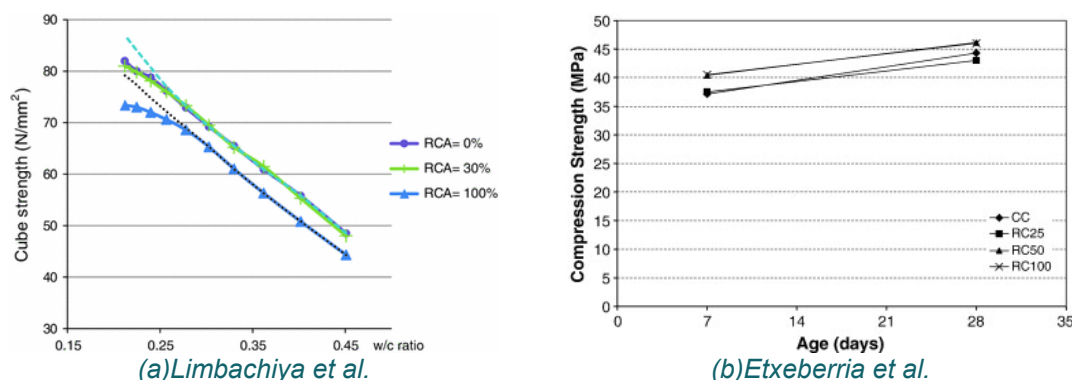 90
80
70
60
50
40
30
Cube strength (N/mm²)
0.15
0.25
0.35
0.45
w/c ratio
RCA= 0%
RCA= 30%
RCA= 100%
(a)Limbachiya et al.
50
45
40
35
30
25
20
15
10
5
0
Compression Strength (MPa)
0
7
14
21
28
35
Age (days)
CC
RC25
RC50
RC100
(b)Etxeberria et al.